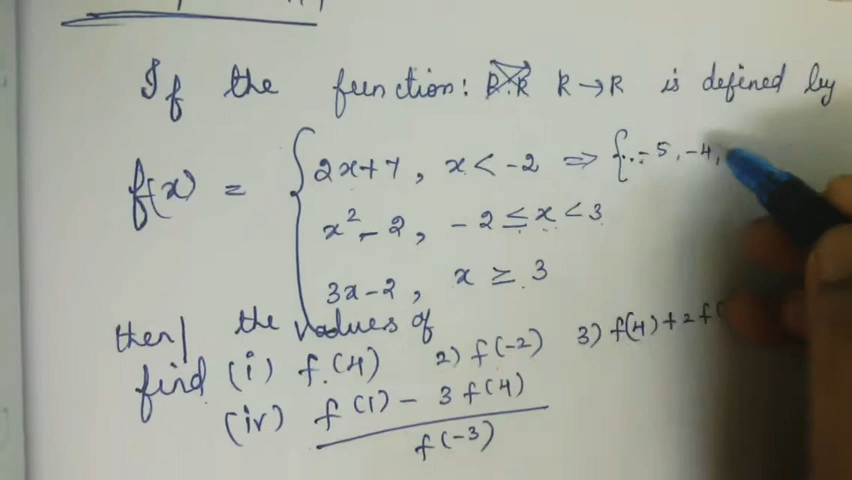 If the function: R→R is defined by
f(x) = { 2x+7, x < -2 ⇒ {..-5, -4,
x² - 2, -2 ≤ x < 3
3x-2, x ≥ 3
then the values of
find (i) f(4) 2) f(-2) 3) f(4)+2f(
(iv) f(1) - 3f(4)
f(-3)